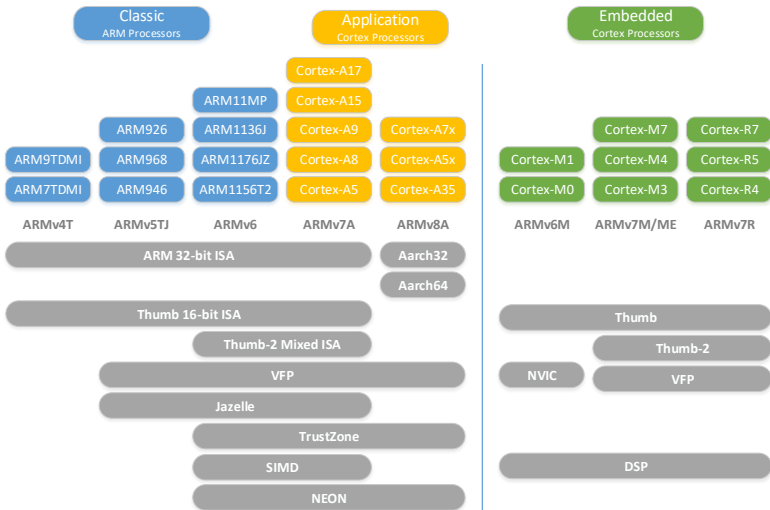 Classic
ARM Processors
Application
Cortex Processors
Embedded
Cortex Processors
Cortex-A17
ARM11MP
Cortex-A15
ARM926
ARM1136J
Cortex-A9
Cortex-A7x
Cortex-M7
Cortex-R7
ARM9TDMI
ARM968
ARM1176JZ
Cortex-A8
Cortex-A5x
Cortex-M1
Cortex-M4
Cortex-R5
ARM7TDMI
ARM946
ARM1156T2
Cortex-A5
Cortex-A35
Cortex-M0
Cortex-M3
Cortex-R4
ARMv4T
ARMv5TJ
ARMv6
ARMv7A
ARMv8A
ARMv6M
ARMv7M/ME
ARMv7R
ARM 32-bit ISA
Aarch32
Aarch64
Thumb 16-bit ISA
Thumb
Thumb-2 Mixed ISA
Thumb-2
VFP
NVIC
VFP
Jazelle
TrustZone
SIMD
DSP
NEON